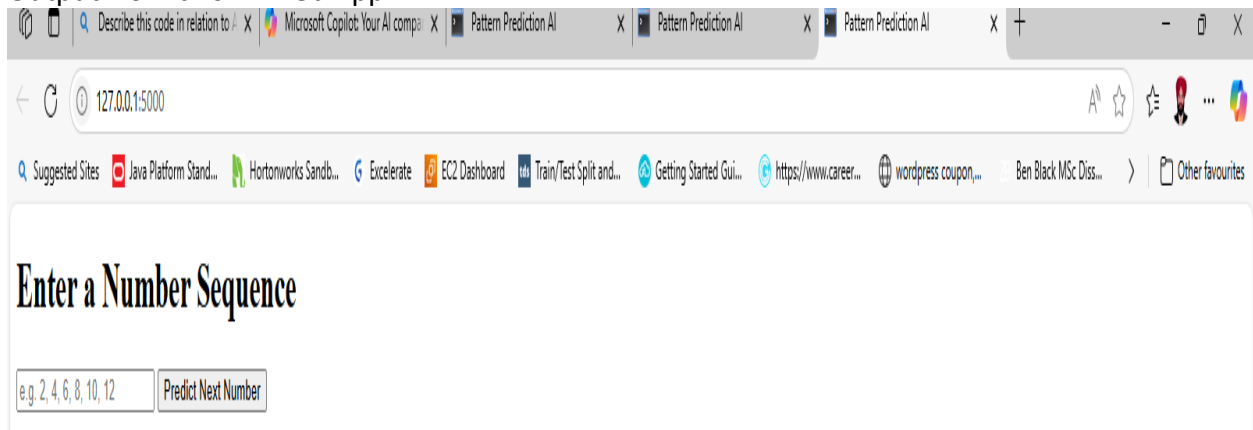 Describe this code in relation to A
Microsoft Copilot: Your AI compa
Pattern Prediction AI
Pattern Prediction AI
Pattern Prediction AI
127.0.0.1:5000
Suggested Sites
Java Platform Stand...
Hortonworks Sandb...
Excelerate
EC2 Dashboard
tds
Train/Test Split and...
Getting Started Gui...
https://www.career...
wordpress coupon,...
Ben Black MSc Diss...
Other favourites
Enter a Number Sequence
e.g. 2, 4, 6, 8, 10, 12
Predict Next Number